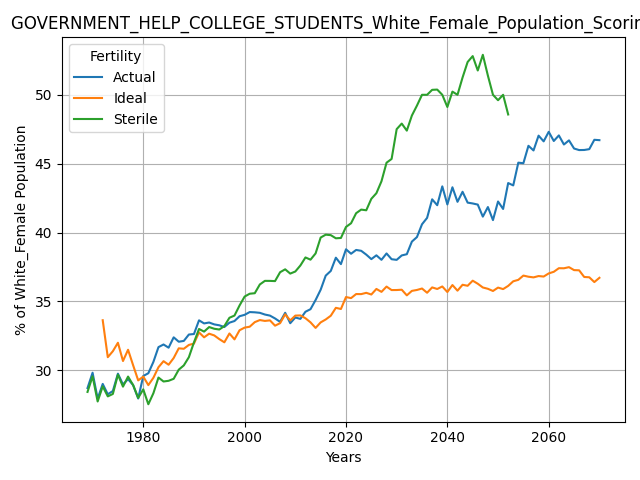 GOVERNMENT_HELP_COLLEGE_STUDENTS_White_Female_Population_Scorin
Fertility
Actual
Ideal
Sterile
% of White_Female Population
50
45
40
35
30
1980
2000
2020
2040
2060
Years